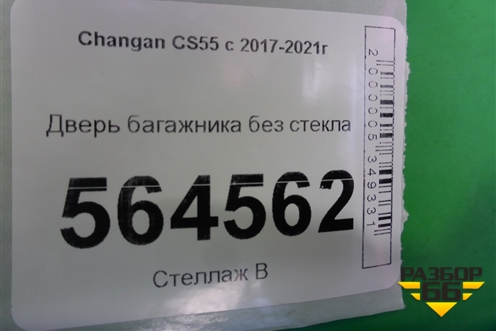 Changan CS55 с 2017-2021г
Дверь багажника без стекла
564562
Стеллаж В
2000005349331
РАЗБОР
66